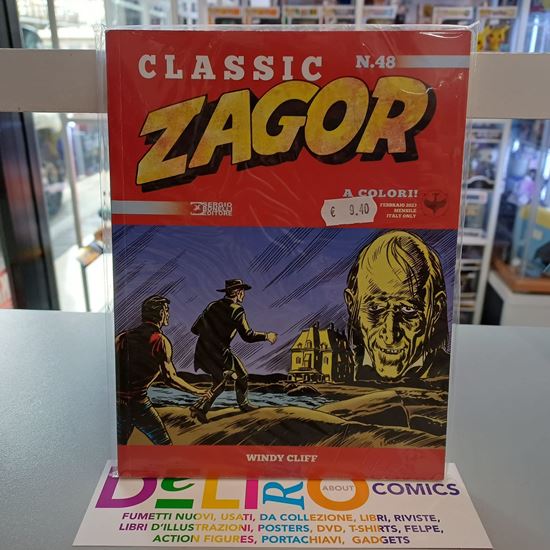 CLASSIC
N.48
ZAGOR
SERGIO
BONELLI
EDITORE
A COLORI!
FEBBRAIO 2023
MENSILE
ITALY ONLY
€ 9.40
WINDY CLIFF
DELIRO
ABOUT
COMICS
FUMETTI NUOVI, USATI, DA COLLEZIONE, LIBRI, RIVISTE,
LIBRI D'ILLUSTRAZIONI, POSTERS, DVD, T-SHIRTS, FELPE,
ACTION FIGURES, PORTACHIAVI, GADGETS